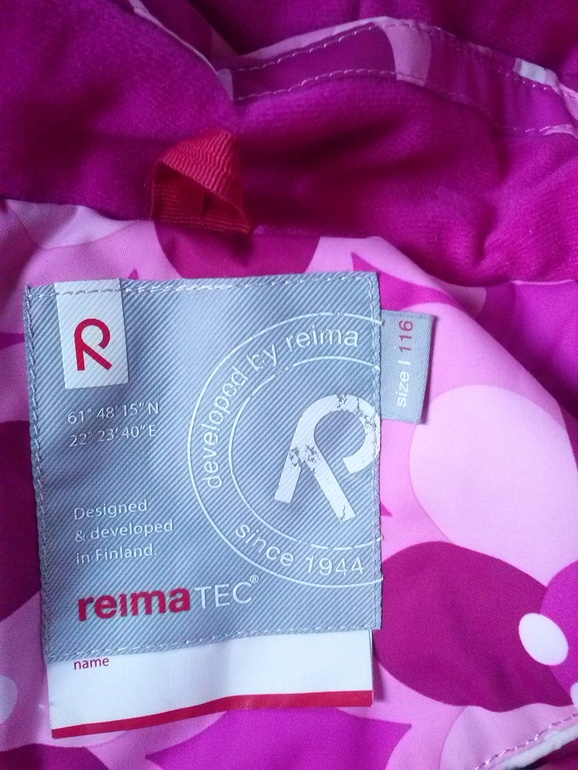 R
61° 48' 15" N
22° 23' 40" E
developed by reima
R
since 1944
size | 116
Designed
& developed
in Finland.
reimaTEC®
name